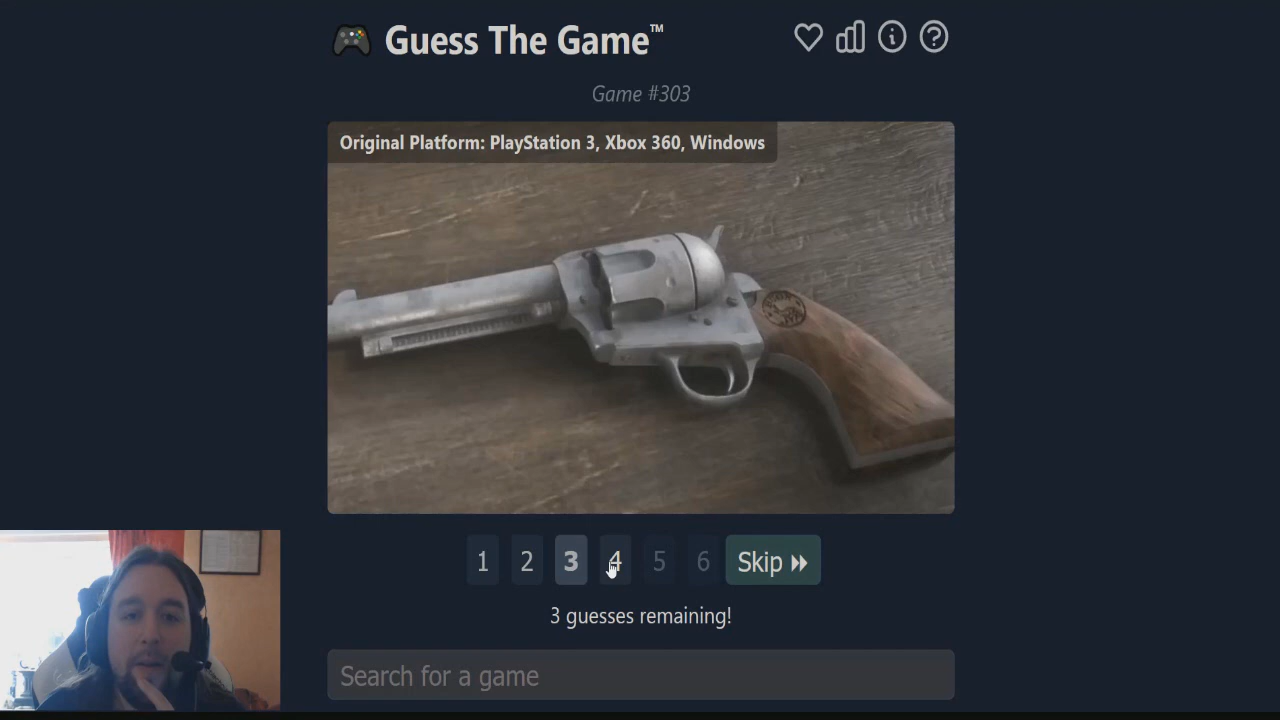 Guess The Game™
Game #303
Original Platform: PlayStation 3, Xbox 360, Windows
1 2 3 4 5 6 Skip
3 guesses remaining!
Search for a game